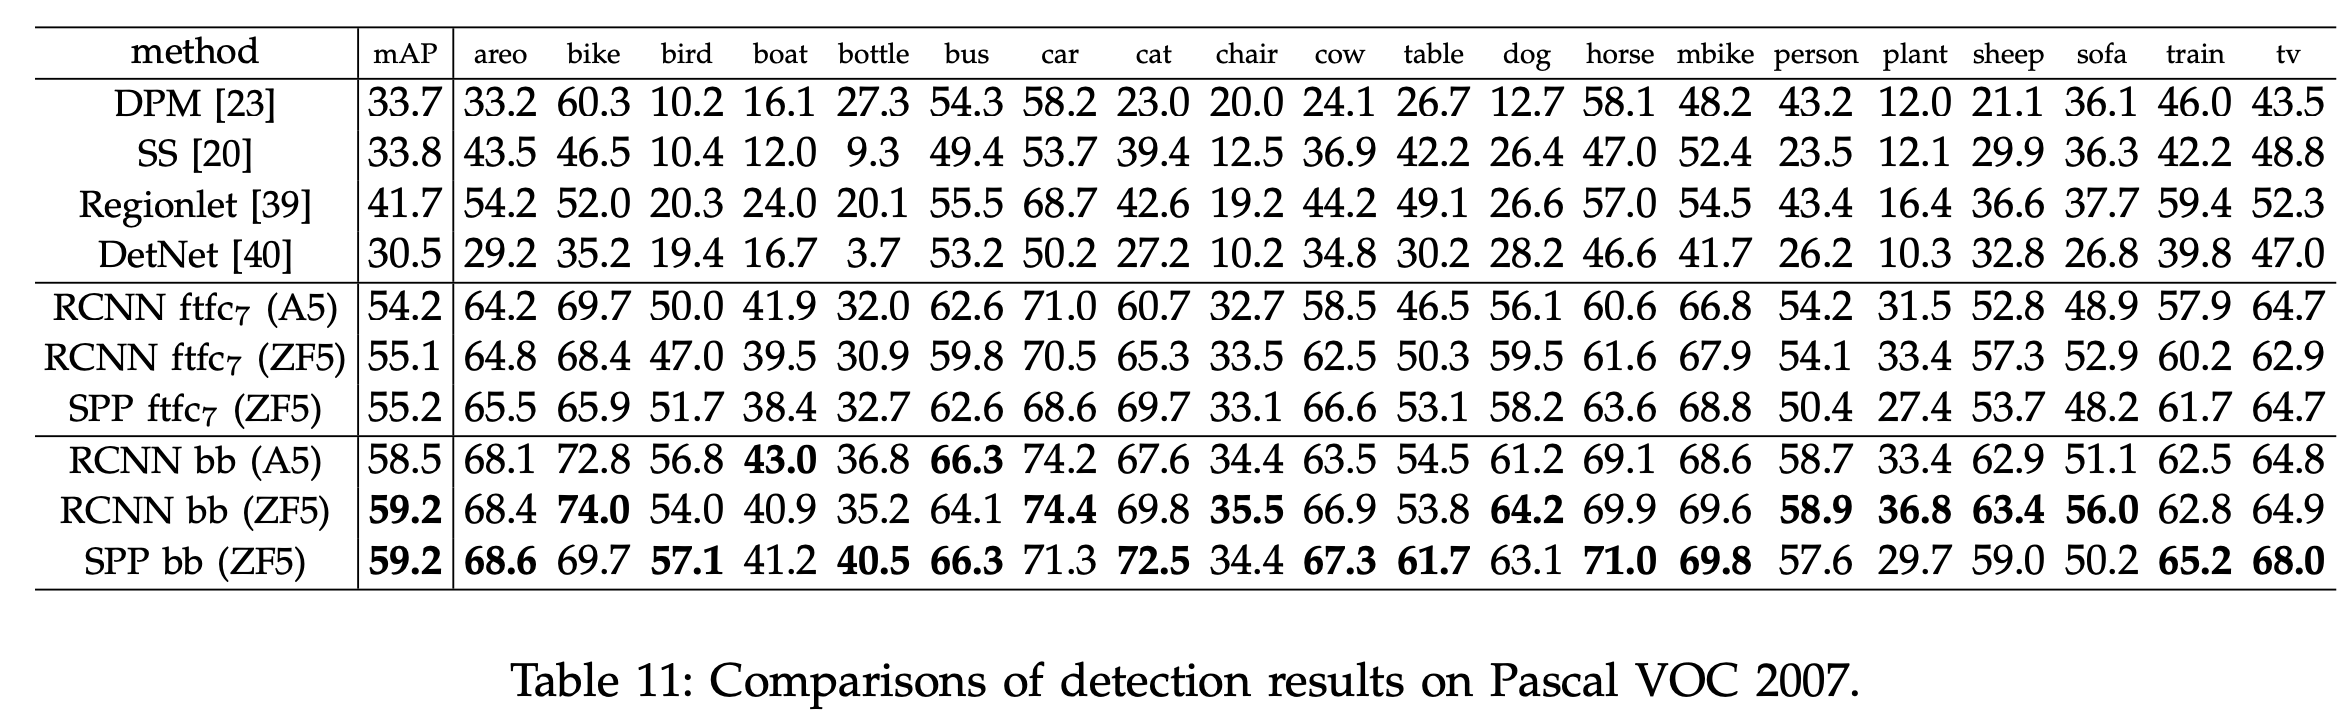 method mAP areo bike bird boat bottle bus car cat chair cow table dog horse mbike person plant sheep sofa train tv
DPM [23] 33.7 33.2 60.3 10.2 16.1 27.3 54.3 58.2 23.0 20.0 24.1 26.7 12.7 58.1 48.2 43.2 12.0 21.1 36.1 46.0 43.5
SS [20] 33.8 43.5 46.5 10.4 12.0 9.3 49.4 53.7 39.4 12.5 36.9 42.2 26.4 47.0 52.4 23.5 12.1 29.9 36.3 42.2 48.8
Regionlet [39] 41.7 54.2 52.0 20.3 24.0 20.1 55.5 68.7 42.6 19.2 44.2 49.1 26.6 57.0 54.5 43.4 16.4 36.6 37.7 59.4 52.3
DetNet [40] 30.5 29.2 35.2 19.4 16.7 3.7 53.2 50.2 27.2 10.2 34.8 30.2 28.2 46.6 41.7 26.2 10.3 32.8 26.8 39.8 47.0
RCNN ftfc₇ (A5) 54.2 64.2 69.7 50.0 41.9 32.0 62.6 71.0 60.7 32.7 58.5 46.5 56.1 60.6 66.8 54.2 31.5 52.8 48.9 57.9 64.7
RCNN ftfc₇ (ZF5) 55.1 64.8 68.4 47.0 39.5 30.9 59.8 70.5 65.3 33.5 62.5 50.3 59.5 61.6 67.9 54.1 33.4 57.3 52.9 60.2 62.9
SPP ftfc₇ (ZF5) 55.2 65.5 65.9 51.7 38.4 32.7 62.6 68.6 69.7 33.1 66.6 53.1 58.2 63.6 68.8 50.4 27.4 53.7 48.2 61.7 64.7
RCNN bb (A5) 58.5 68.1 72.8 56.8 43.0 36.8 66.3 74.2 67.6 34.4 63.5 54.5 61.2 69.1 68.6 58.7 33.4 62.9 51.1 62.5 64.8
RCNN bb (ZF5) 59.2 68.4 74.0 54.0 40.9 35.2 64.1 74.4 69.8 35.5 66.9 53.8 64.2 69.9 69.6 58.9 36.8 63.4 56.0 62.8 64.9
SPP bb (ZF5) 59.2 68.6 69.7 57.1 41.2 40.5 66.3 71.3 72.5 34.4 67.3 61.7 63.1 71.0 69.8 57.6 29.7 59.0 50.2 65.2 68.0
Table 11: Comparisons of detection results on Pascal VOC 2007.